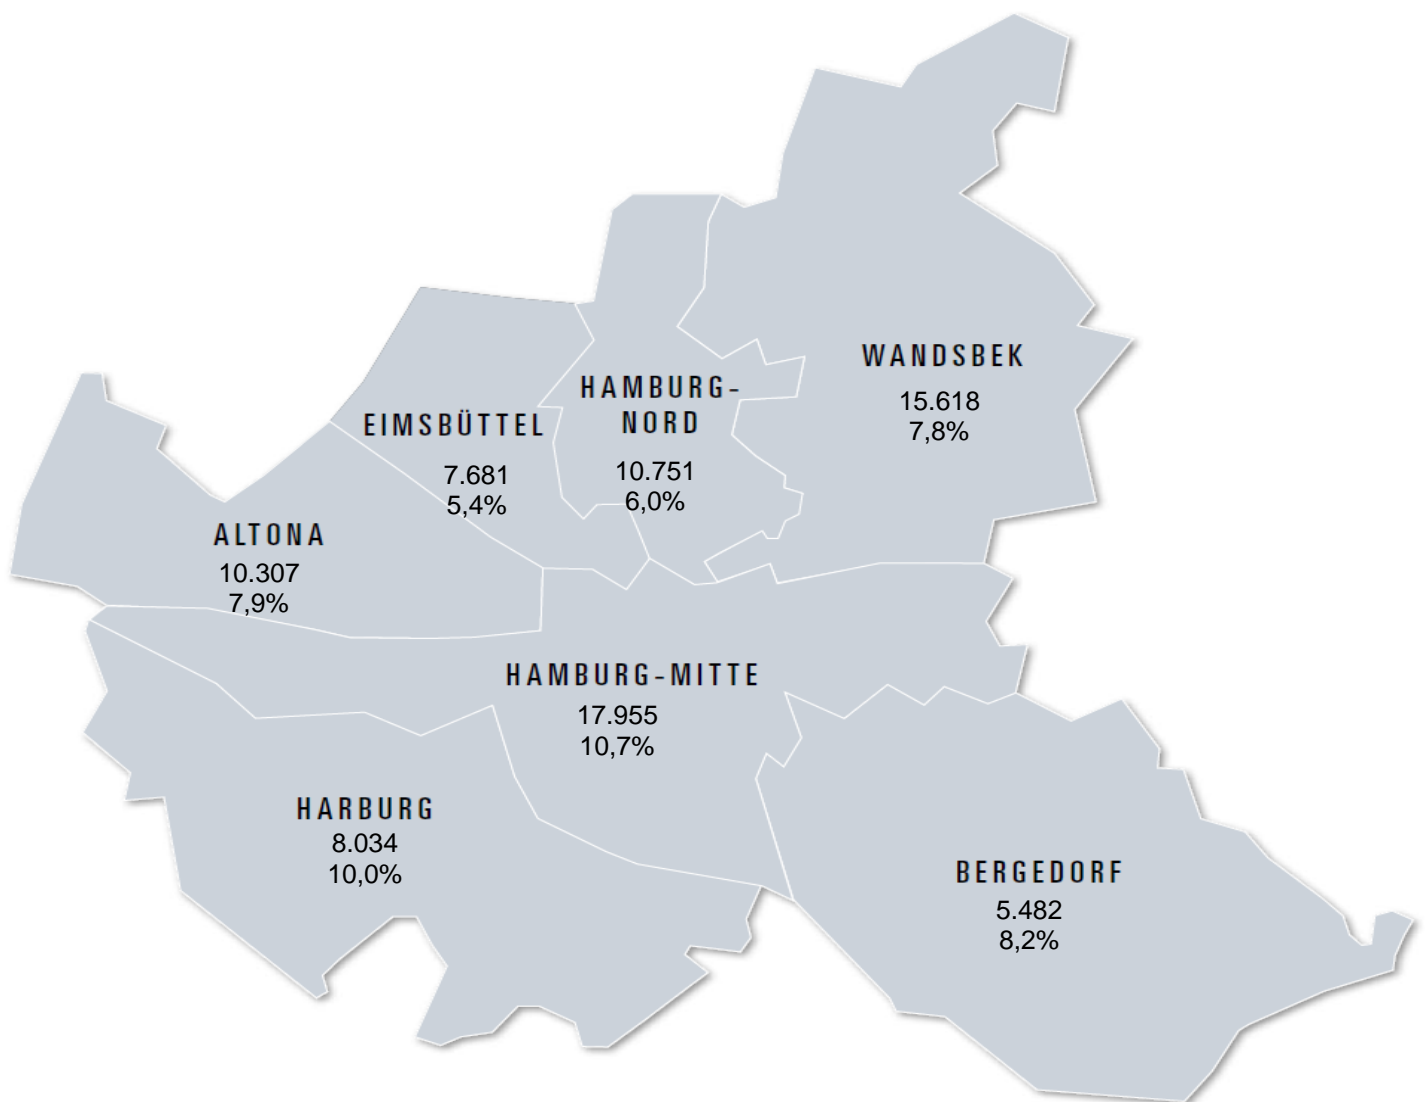 WANDSBEK
15.618
7,8%
HAMBURG-
NORD
10.751
6,0%
EIMSBÜTTEL
7.681
5,4%
ALTONA
10.307
7,9%
HAMBURG-MITTE
17.955
10,7%
HARBURG
8.034
10,0%
BERGEDORF
5.482
8,2%